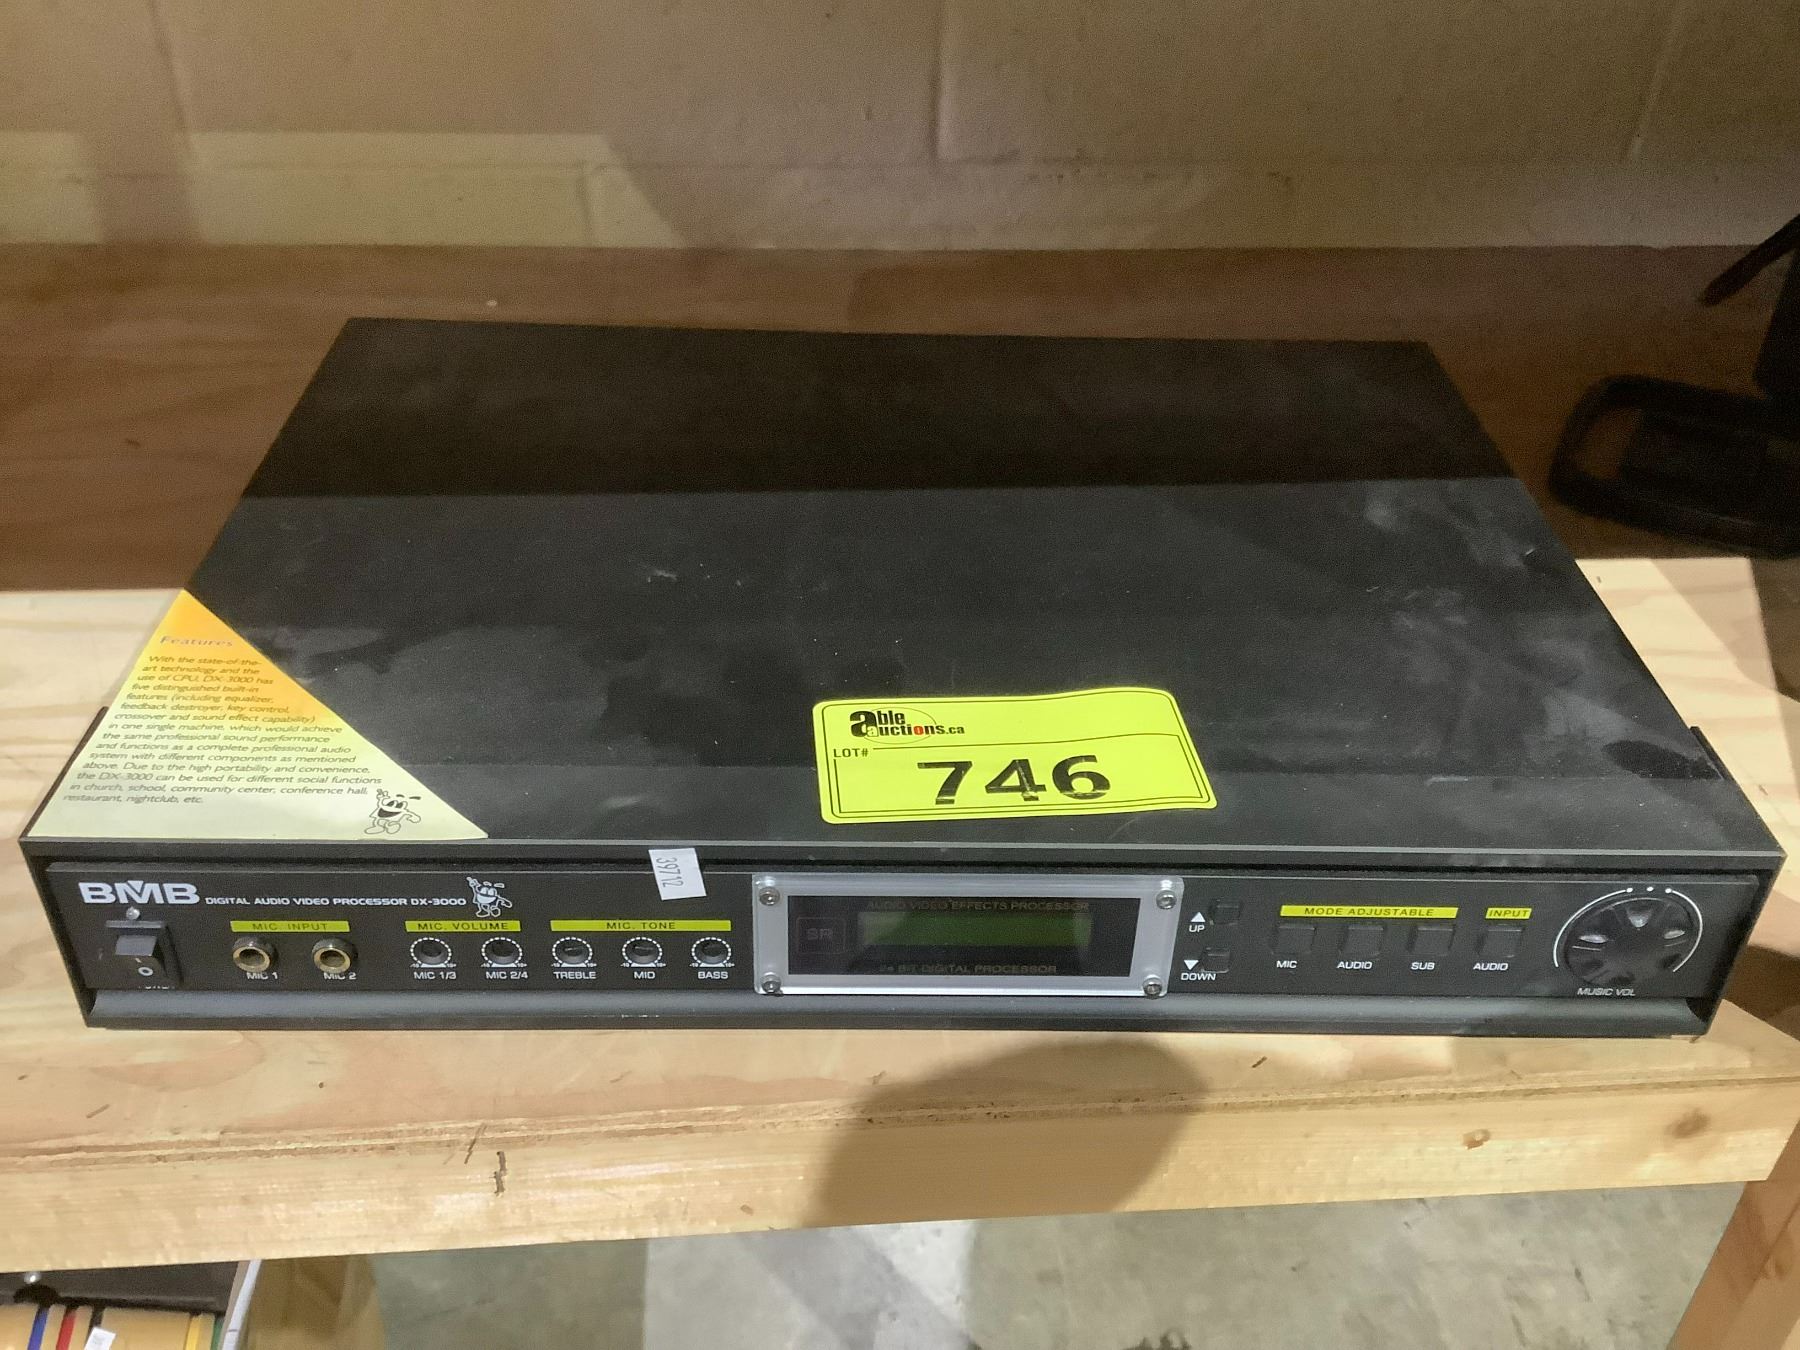 Features
With the state-of-the-
art technology and the
use of CPU, DX-3000 has
five distinguished built-in
features (including equalizer,
feedback destroyer, key control,
crossover and sound effect capability)
in one single machine, which would achieve
the same professional sound performance
and functions as a complete professional audio
system with different components as mentioned
above. Due to the high portability and convenience,
the DX-3000 can be used for different social functions
in church, school, community center, conference hall,
restaurant, nightclub, etc.
able
auctions.ca
LOT#
746
39712
BMB DIGITAL AUDIO VIDEO PROCESSOR DX-3000
POWER
MIC. INPUT
MIC 1 MIC 2
MIC. VOLUME
MIC 1/3 MIC 2/4
MIC. TONE
TREBLE MID BASS
AUDIO VIDEO EFFECTS PROCESSOR
SR
BIT DIGITAL PROCESSOR
UP
DOWN
MODE ADJUSTABLE
MIC AUDIO SUB
INPUT
AUDIO
MUSIC VOL